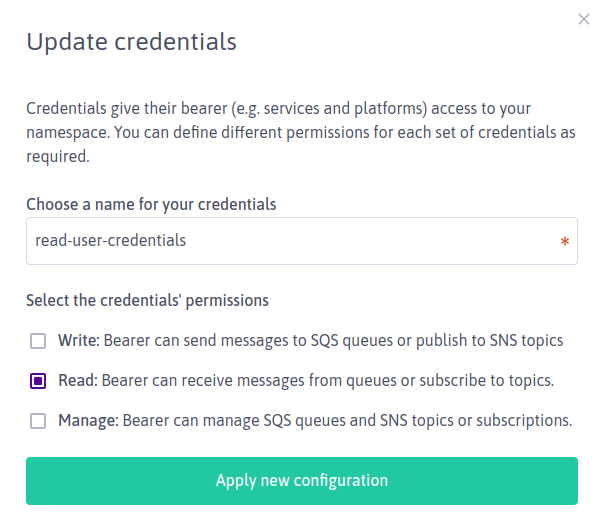 Update credentials
Credentials give their bearer (e.g. services and platforms) access to your
namespace. You can define different permissions for each set of credentials as
required.
Choose a name for your credentials
read-user-credentials *
Select the credentials' permissions
Write: Bearer can send messages to SQS queues or publish to SNS topics
Read: Bearer can receive messages from queues or subscribe to topics.
Manage: Bearer can manage SQS queues and SNS topics or subscriptions.
Apply new configuration